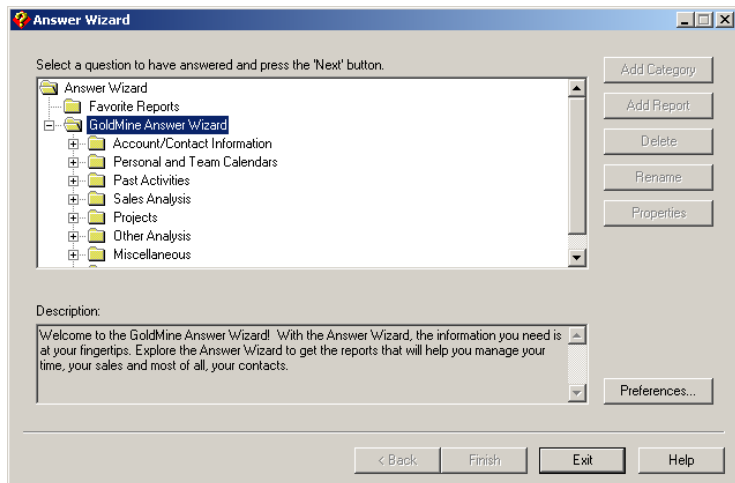 Answer Wizard
Select a question to have answered and press the 'Next' button.
Answer Wizard
Favorite Reports
GoldMine Answer Wizard
Account/Contact Information
Personal and Team Calendars
Past Activities
Sales Analysis
Projects
Other Analysis
Miscellaneous
Add Category
Add Report
Delete
Rename
Properties
Description:
Welcome to the GoldMine Answer Wizard!  With the Answer Wizard, the information you need is
at your fingertips. Explore the Answer Wizard to get the reports that will help you manage your
time, your sales and most of all, your contacts.
Preferences...
< Back
Finish
Exit
Help